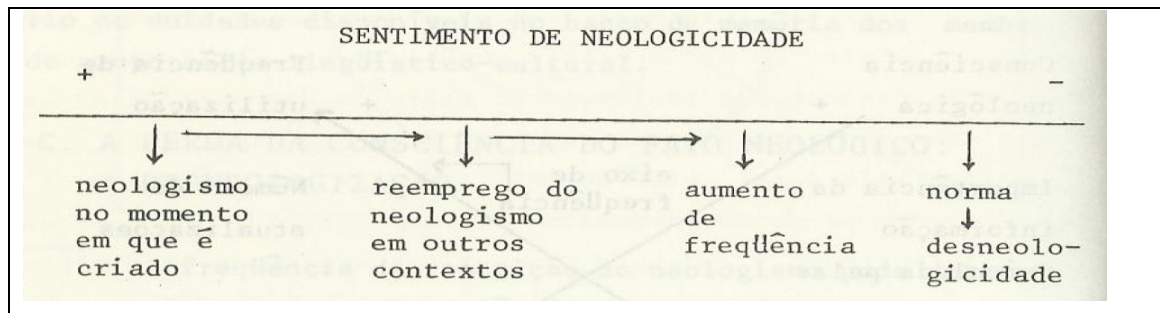 SENTIMENTO DE NEOLOGICIDADE
+ –
neologismo
no momento
em que é
criado
reemprego do
neologismo
em outros
contextos
aumento
de
freqüência
norma
desneolo-
gicidade